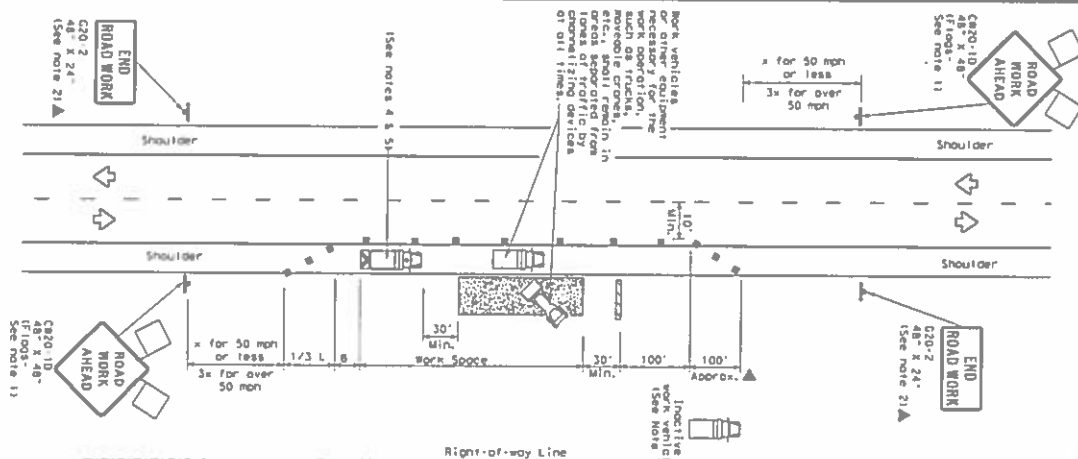 Work vehicles
or other equipment
necessary for the
work operation,
such as trucks,
moveable cranes,
etc., shall remain in
areas separated from
lanes of traffic by
channelizing devices
at all times.
END
ROAD WORK
G20-2
48" X 24"
(See note 2)▲
(See notes 4 & 5)
CW20-1D
48" X 48"
(Flags-
See note 1)
ROAD
WORK
AHEAD
x for 50 mph
or less
3x for over
50 mph
Shoulder
Shoulder
10'
Min.
Shoulder
Shoulder
ROAD
WORK
AHEAD
CW20-1D
48" X 48"
(Flags-
See note 1)
x for 50 mph
or less
3x for over
50 mph
1/3 L
B
30'
Min.
Work Space
30'
Min.
100'
100'
Approx. ▲
Inactive
work vehic
(See Note
END
ROAD WORK
G20-2
48" X 24"
(See note 2)▲
Right-of-way Line